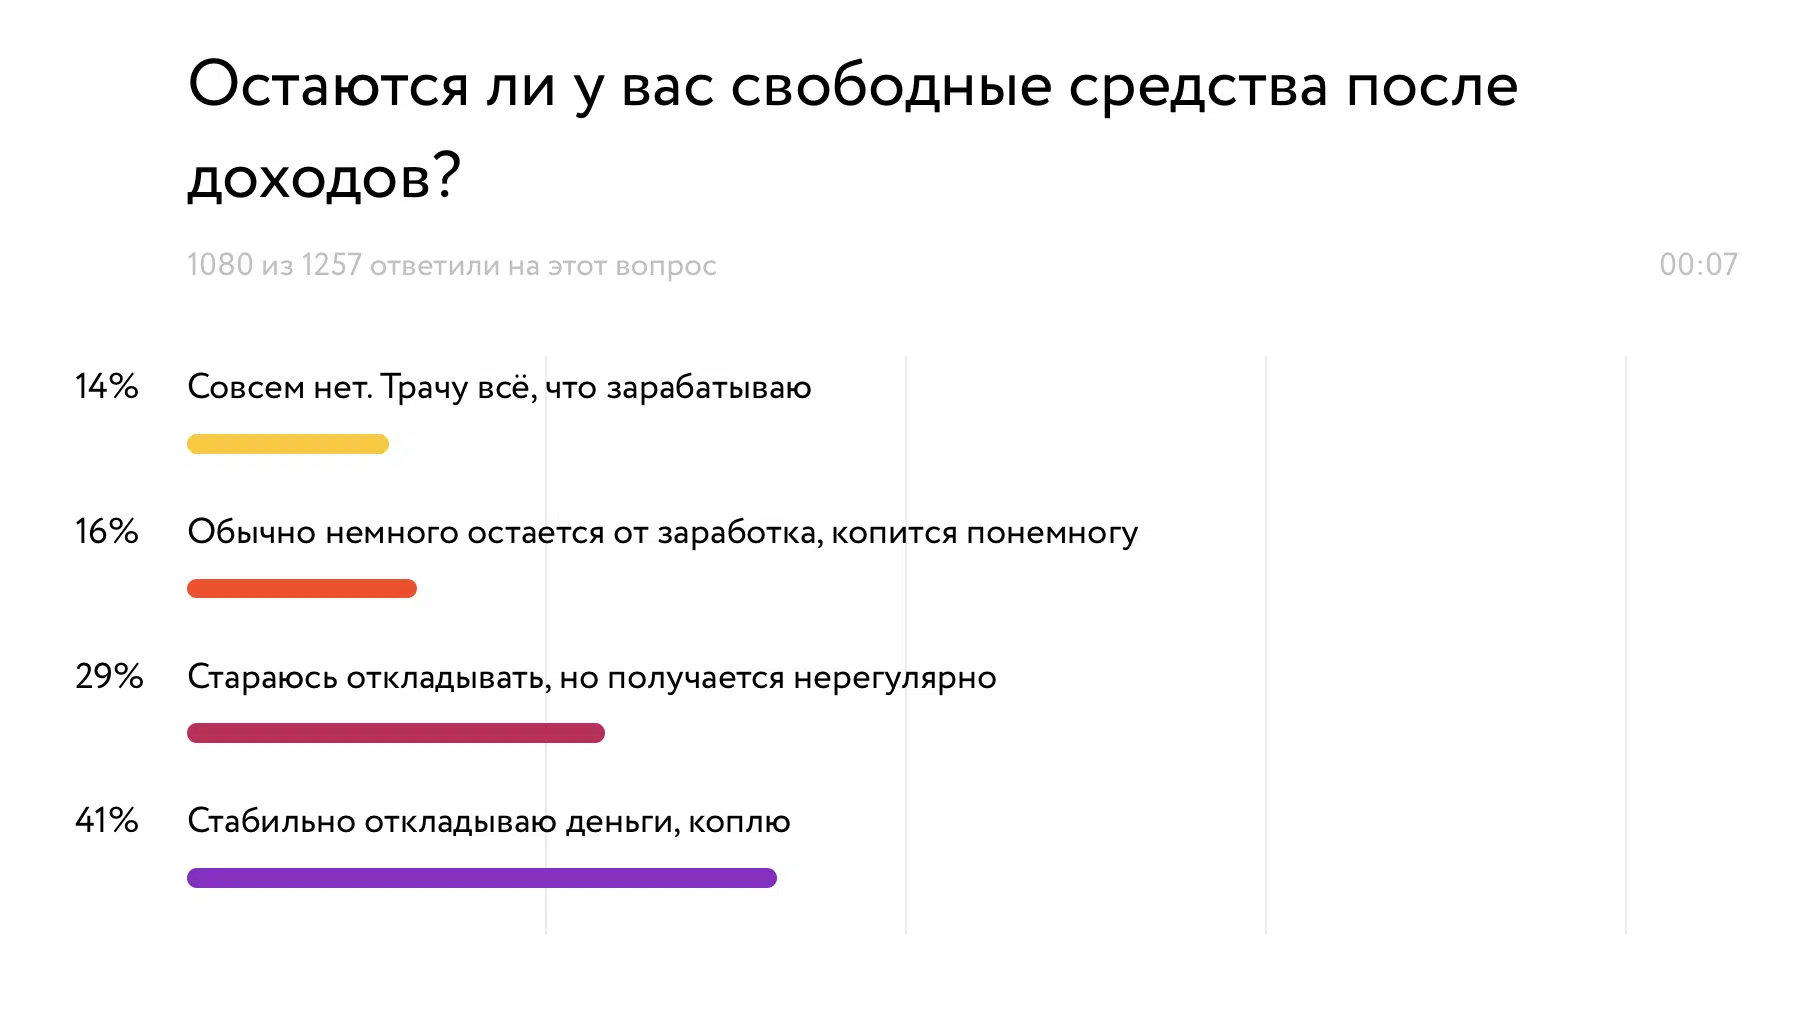 Остаются ли у вас свободные средства после
доходов?
1080 из 1257 ответили на этот вопрос
00:07
14% Совсем нет. Трачу всё, что зарабатываю
16% Обычно немного остается от заработка, копится понемногу
29% Стараюсь откладывать, но получается нерегулярно
41% Стабильно откладываю деньги, коплю